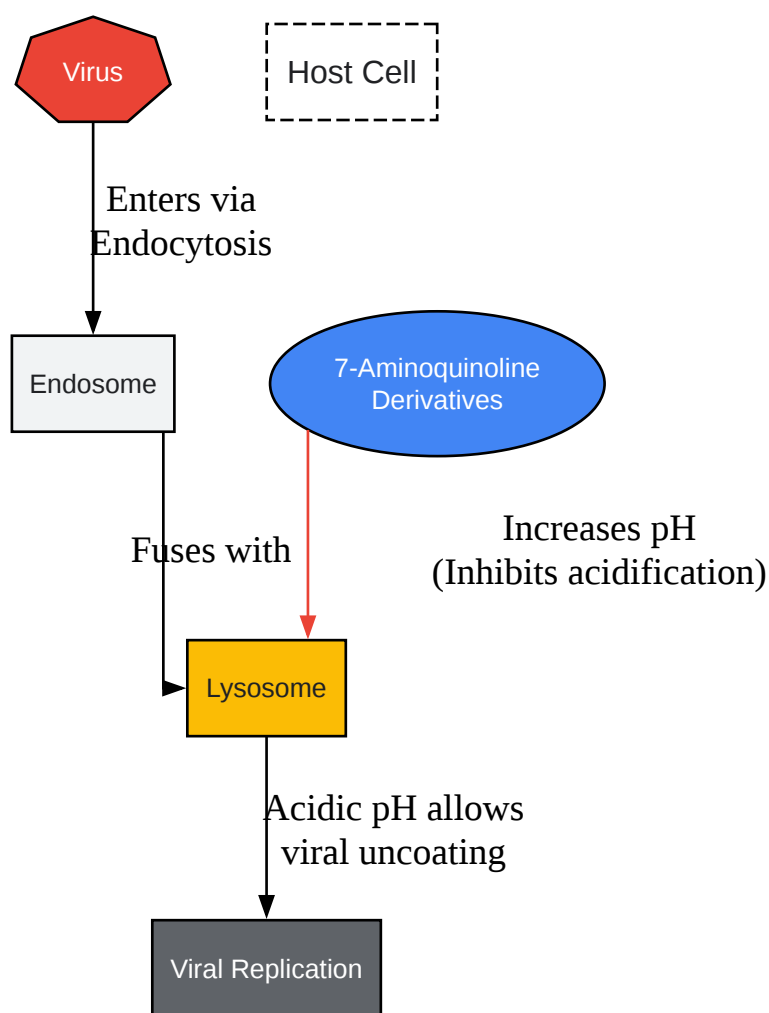 Virus
Host Cell
Enters via
Endocytosis
Endosome
7-Aminoquinoline
Derivatives
Fuses with
Increases pH
(Inhibits acidification)
Lysosome
Acidic pH allows
viral uncoating
Viral Replication